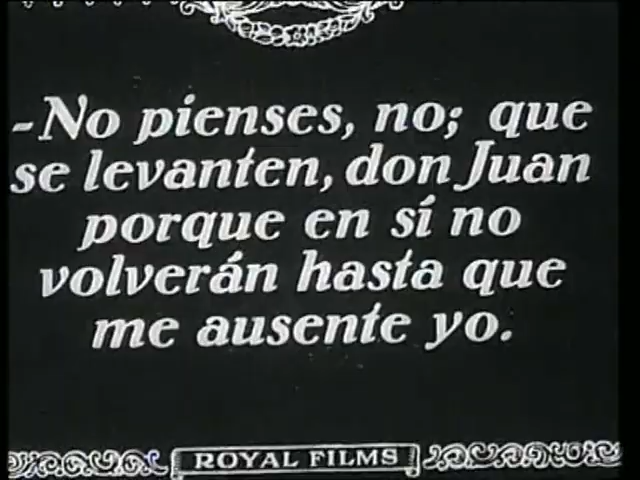 -No pienses, no; que
se levanten, don Juan
porque en sí no
volverán hasta que
me ausente yo.
ROYAL FILMS